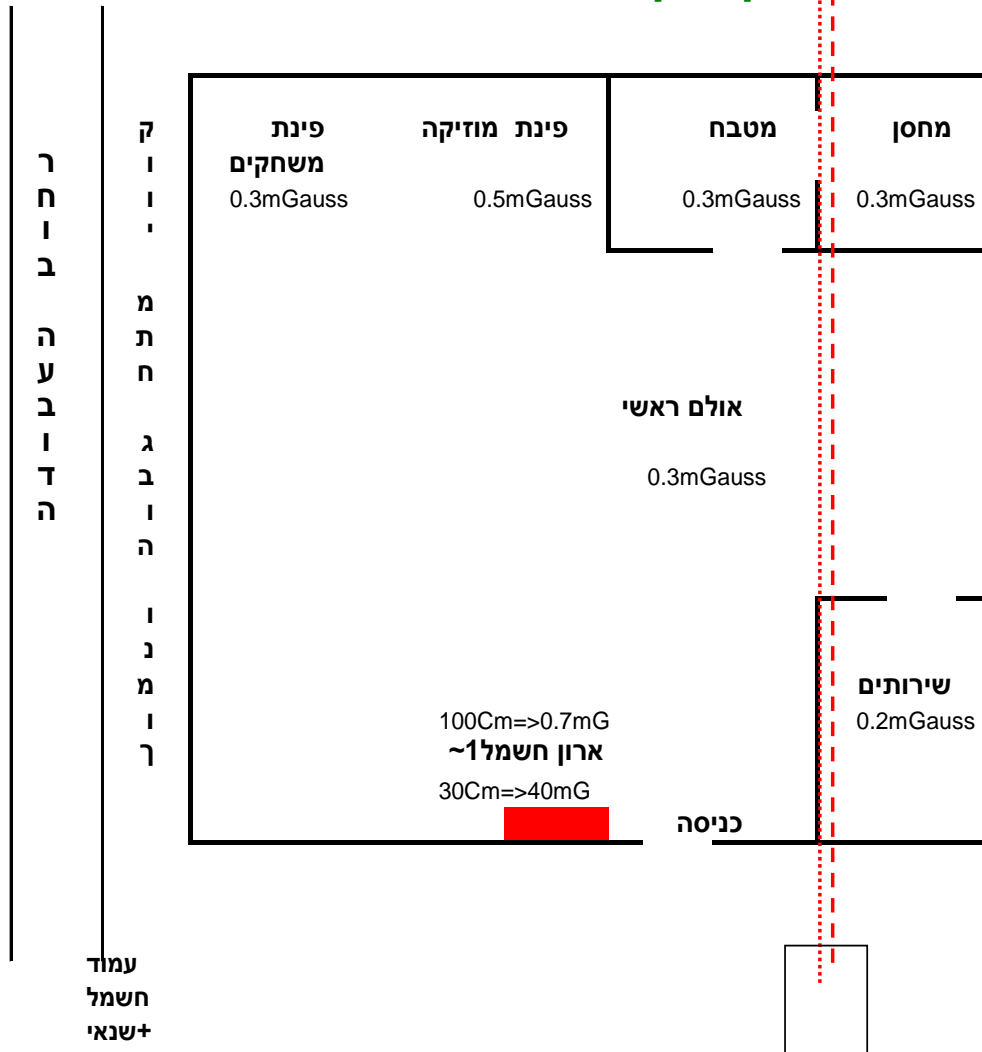 רחוב העבודה
קווי מתח גבוה ונמוך
פינת משחקים
0.3mGauss
פינת מוזיקה
0.5mGauss
מטבח
0.3mGauss
מחסן
0.3mGauss
אולם ראשי
0.3mGauss
100Cm=>0.7mG
ארון חשמל1~
30Cm=>40mG
כניסה
שירותים
0.2mGauss
עמוד
חשמל
+שנאי